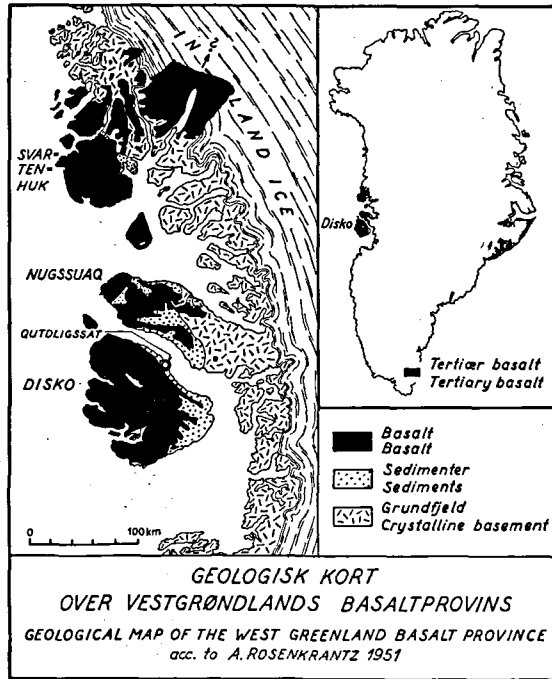 IN
LAND ICE
SVAR=
TEN=
HUK
NUGSSUAQ
QUTDLIGSSAT
DISKO
0 100km
Disko
Tertiær basalt
Tertiary basalt
Basalt
Basalt
Sedimenter
Sediments
Grundfjeld
Crystalline basement
GEOLOGISK KORT
OVER VESTGRØNDLANDS BASALTPROVINS
GEOLOGICAL MAP OF THE WEST GREENLAND BASALT PROVINCE
acc. to A. ROSENKRANTZ 1951